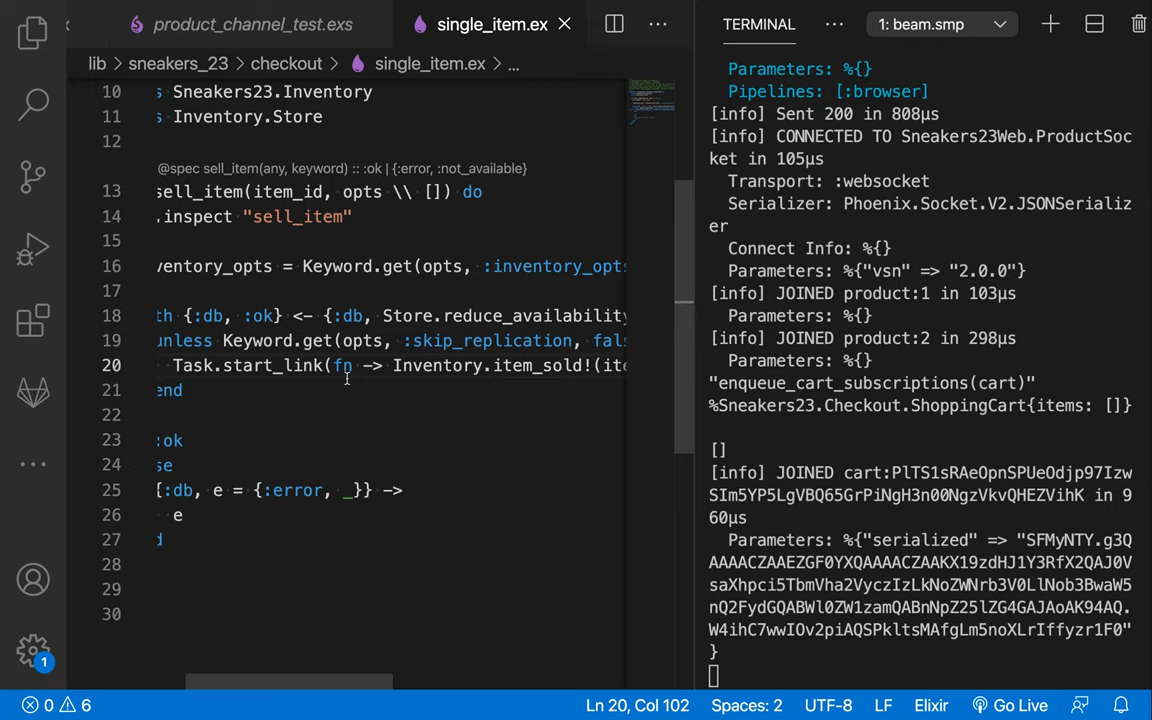 product_channel_test.exs
single_item.ex
TERMINAL
1: beam.smp
lib > sneakers_23 > checkout > single_item.ex > ...
10 s Sneakers23.Inventory
11 s Inventory.Store
12
@spec sell_item(any, keyword) :: :ok | {:error, :not_available}
13 sell_item(item_id, opts \\ []) do
14 .inspect "sell_item"
15
16 ventory_opts = Keyword.get(opts, :inventory_opts
17
18 th {:db, :ok} <- {:db, Store.reduce_availability
19 unless Keyword.get(opts, :skip_replication, fals
20 Task.start_link(fn -> Inventory.item_sold!(ite
21 end
22
23 :ok
24 se
25 {:db, e = {:error, _}} ->
26 e
27 d
28
29
30
Parameters: %{}
Pipelines: [:browser]
[info] Sent 200 in 808µs
[info] CONNECTED TO Sneakers23Web.ProductSoc
ket in 105µs
Transport: :websocket
Serializer: Phoenix.Socket.V2.JSONSerializ
er
Connect Info: %{}
Parameters: %{"vsn" => "2.0.0"}
[info] JOINED product:1 in 103µs
Parameters: %{}
[info] JOINED product:2 in 298µs
Parameters: %{}
"enqueue_cart_subscriptions(cart)"
%Sneakers23.Checkout.ShoppingCart{items: []}
[]
[info] JOINED cart:PlTS1sRAeOpnSPUeOdjp97Izw
SIm5YP5LgVBQ65GrPiNgH3n00NgzVkvQHEZVihK in 9
60µs
Parameters: %{"serialized" => "SFMyNTY.g3Q
AAAACZAAEZGF0YXQAAAACZAAKX19zdHJ1Y3RfX2QAJ0V
saXhpci5TbmVha2VyczIzLkNoZWNrb3V0LlNob3BwaW5
nQ2FydGQABWl0ZW1zamQABnNpZ25lZG4GAJAoAK94AQ.
W4ihC7wwIOv2piAQSPkltsMAfgLm5noXLrIffyzr1F0"
}
1
0 6
Ln 20, Col 102
Spaces: 2
UTF-8
LF
Elixir
Go Live